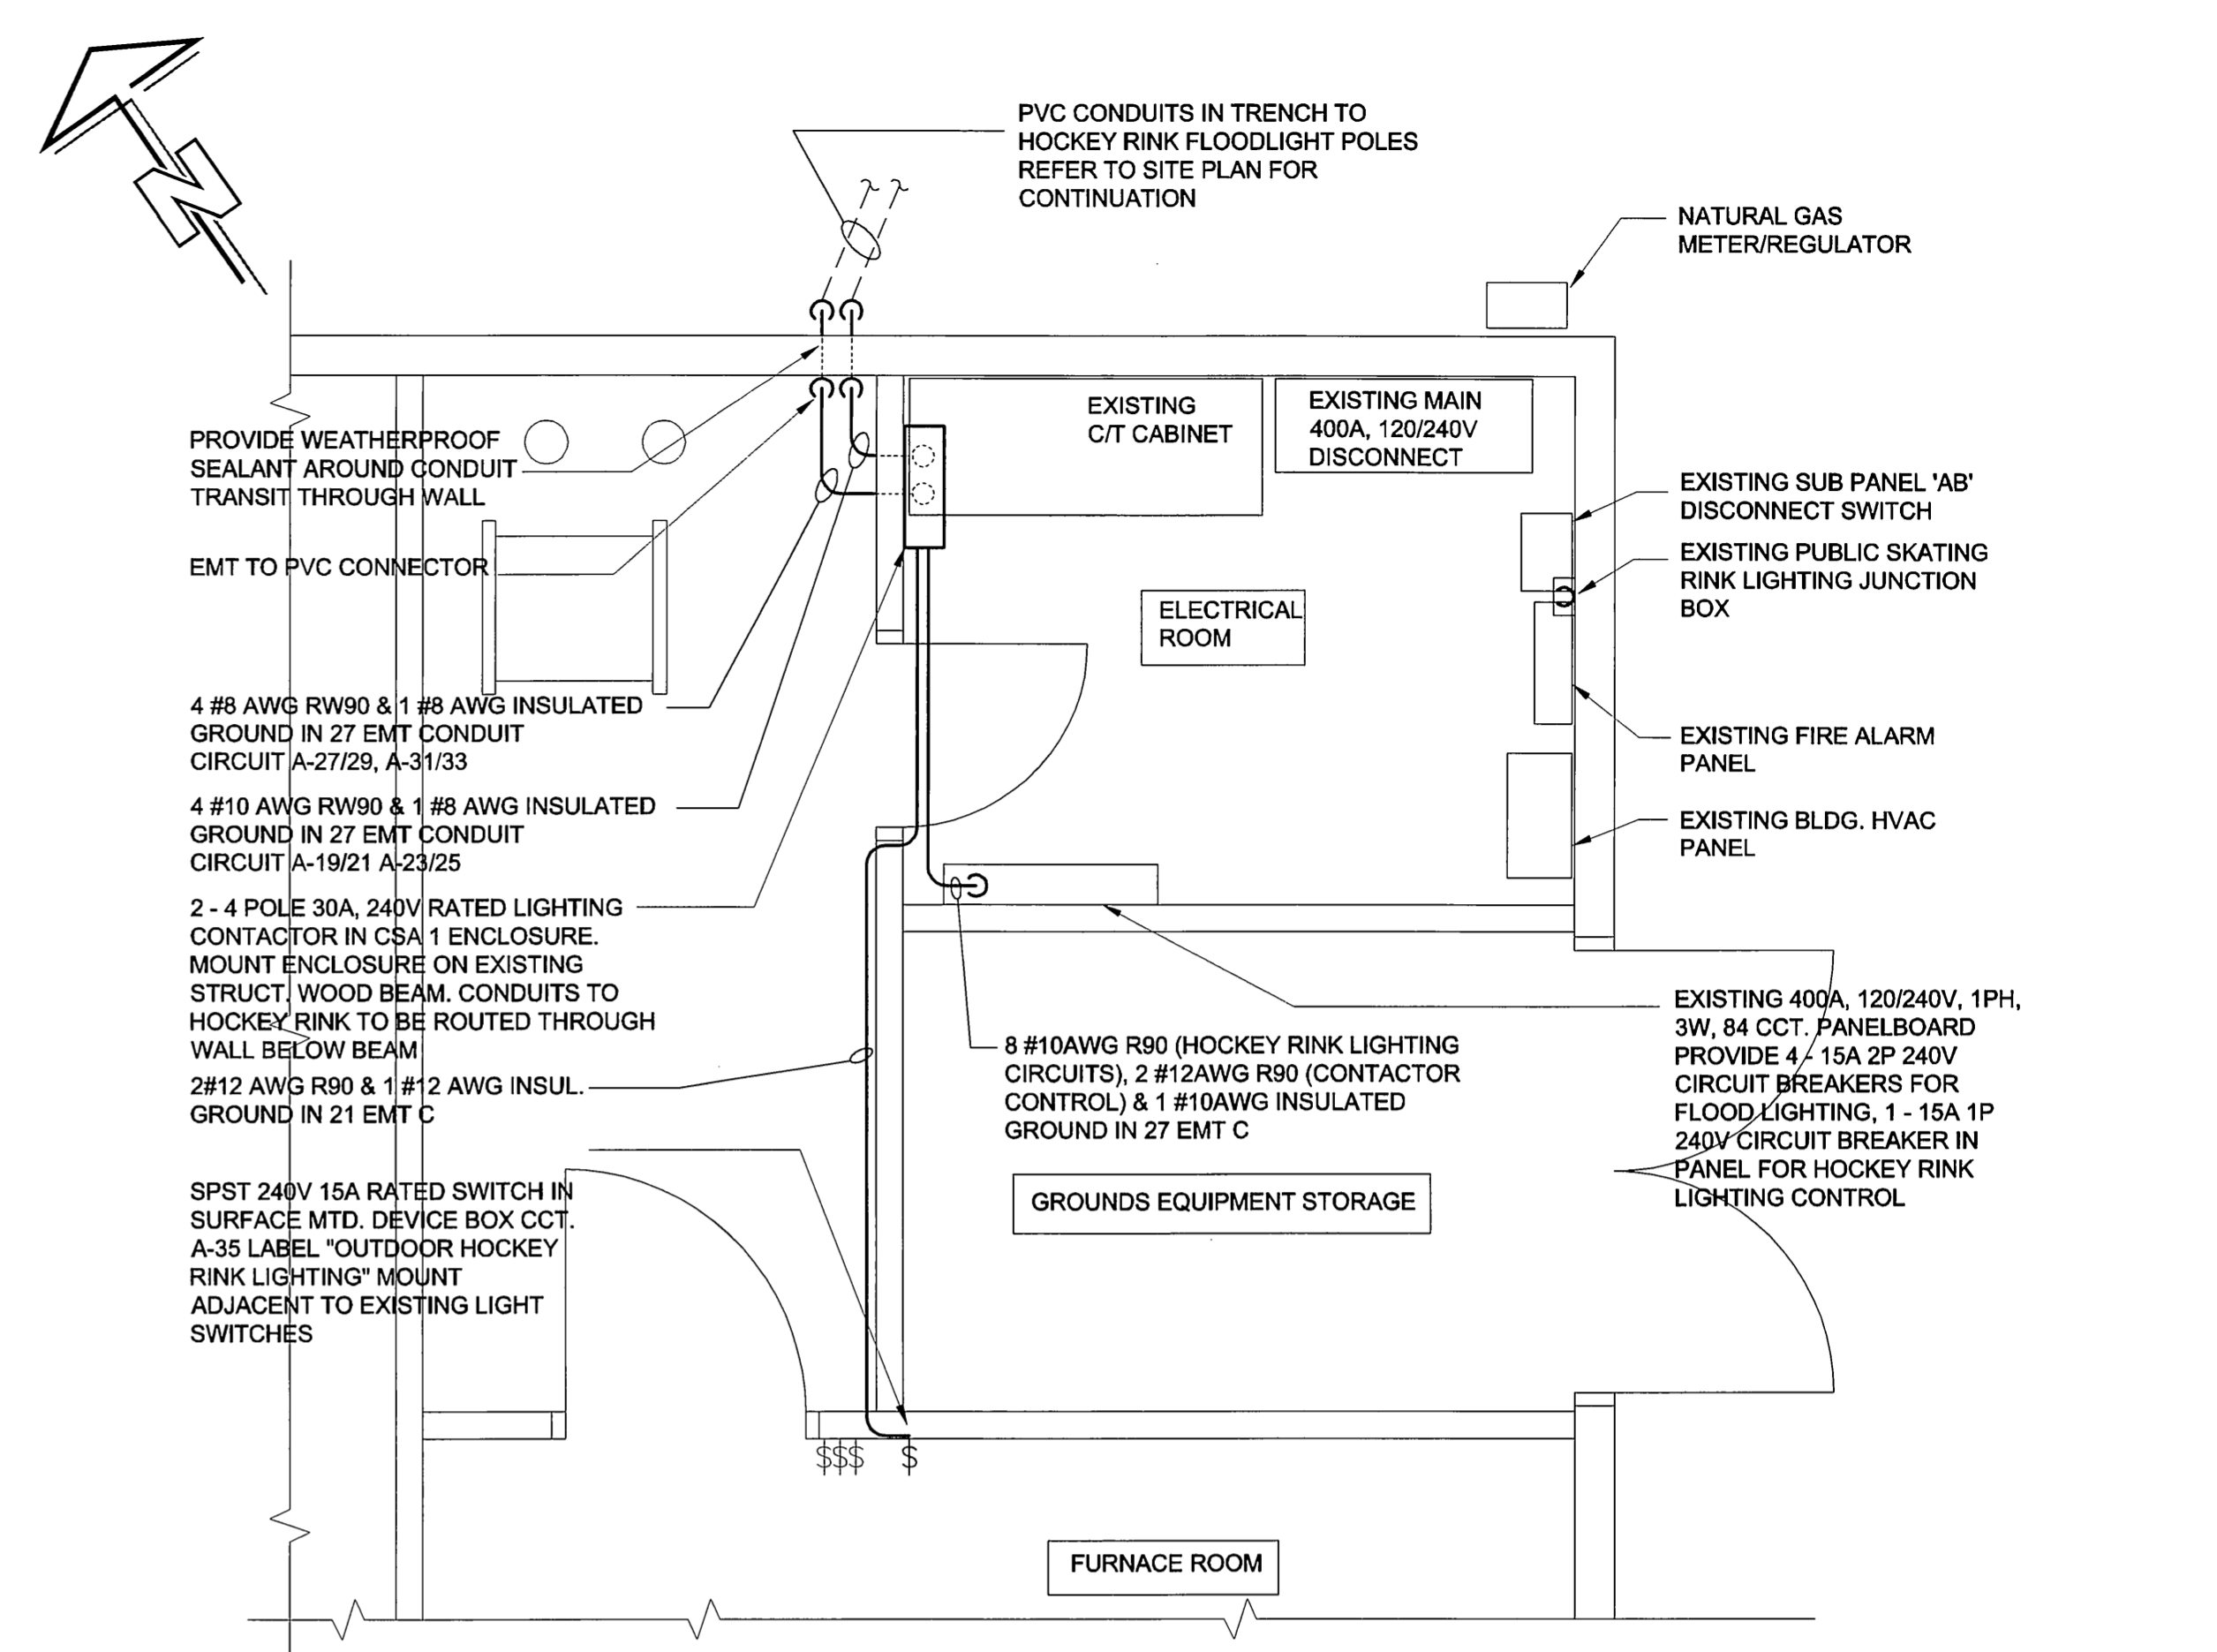 N
PVC CONDUITS IN TRENCH TO
HOCKEY RINK FLOODLIGHT POLES
REFER TO SITE PLAN FOR
CONTINUATION
NATURAL GAS
METER/REGULATOR
PROVIDE WEATHERPROOF
SEALANT AROUND CONDUIT
TRANSIT THROUGH WALL
EMT TO PVC CONNECTOR
4 #8 AWG RW90 & 1 #8 AWG INSULATED
GROUND IN 27 EMT CONDUIT
CIRCUIT A-27/29, A-31/33
4 #10 AWG RW90 & 1 #8 AWG INSULATED
GROUND IN 27 EMT CONDUIT
CIRCUIT A-19/21 A-23/25
2 - 4 POLE 30A, 240V RATED LIGHTING
CONTACTOR IN CSA 1 ENCLOSURE.
MOUNT ENCLOSURE ON EXISTING
STRUCT. WOOD BEAM. CONDUITS TO
HOCKEY RINK TO BE ROUTED THROUGH
WALL BELOW BEAM
2#12 AWG R90 & 1 #12 AWG INSUL.
GROUND IN 21 EMT C
SPST 240V 15A RATED SWITCH IN
SURFACE MTD. DEVICE BOX CCT.
A-35 LABEL "OUTDOOR HOCKEY
RINK LIGHTING" MOUNT
ADJACENT TO EXISTING LIGHT
SWITCHES
EXISTING
C/T CABINET
EXISTING MAIN
400A, 120/240V
DISCONNECT
ELECTRICAL
ROOM
EXISTING SUB PANEL 'AB'
DISCONNECT SWITCH
EXISTING PUBLIC SKATING
RINK LIGHTING JUNCTION
BOX
EXISTING FIRE ALARM
PANEL
EXISTING BLDG. HVAC
PANEL
EXISTING 400A, 120/240V, 1PH,
3W, 84 CCT. PANELBOARD
PROVIDE 4 - 15A 2P 240V
CIRCUIT BREAKERS FOR
FLOOD LIGHTING, 1 - 15A 1P
240V CIRCUIT BREAKER IN
PANEL FOR HOCKEY RINK
LIGHTING CONTROL
8 #10AWG R90 (HOCKEY RINK LIGHTING
CIRCUITS), 2 #12AWG R90 (CONTACTOR
CONTROL) & 1 #10AWG INSULATED
GROUND IN 27 EMT C
GROUNDS EQUIPMENT STORAGE
$$$ $
FURNACE ROOM